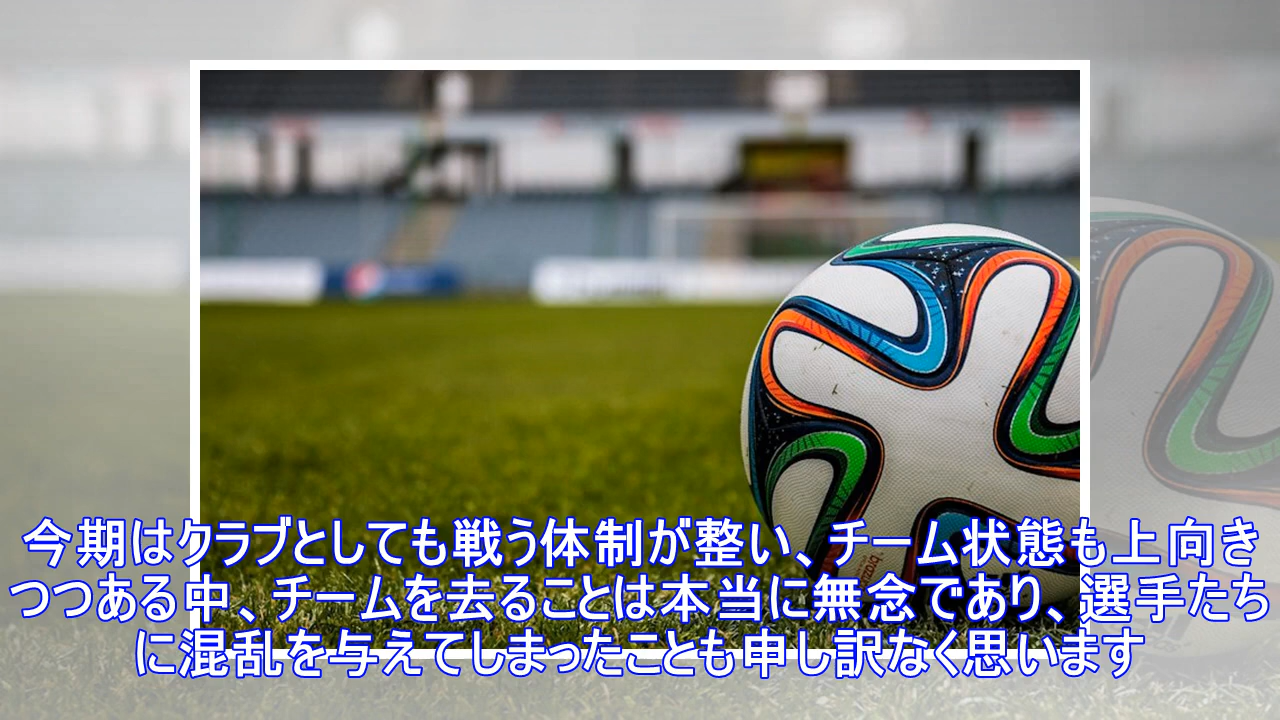 今期はクラブとしても戦う体制が整い、チーム状態も上向き
つつある中、チームを去ることは本当に無念であり、選手たち
に混乱を与えてしまったことも申し訳なく思います